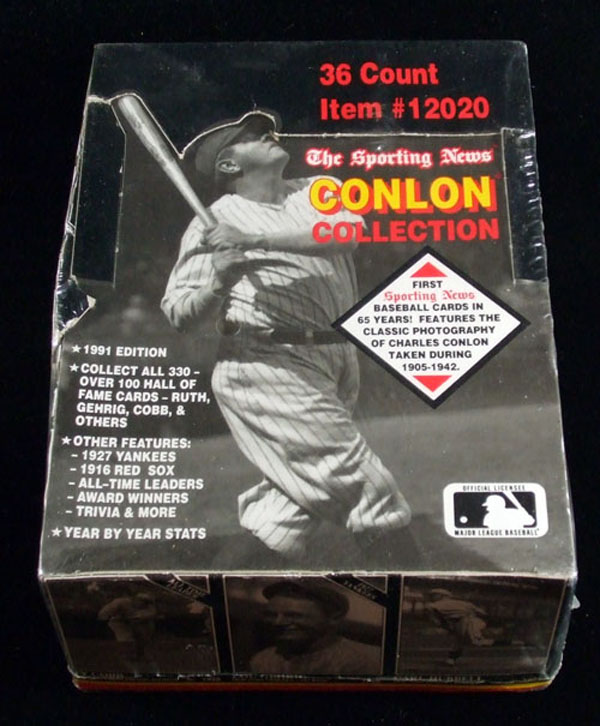 36 Count
Item #12020
The Sporting News
CONLON
COLLECTION
FIRST
Sporting News
BASEBALL CARDS IN
65 YEARS! FEATURES THE
CLASSIC PHOTOGRAPHY
OF CHARLES CONLON
TAKEN DURING
1905-1942.
★ 1991 EDITION
★ COLLECT ALL 330 –
OVER 100 HALL OF
FAME CARDS – RUTH,
GEHRIG, COBB, &
OTHERS
★ OTHER FEATURES:
– 1927 YANKEES
– 1916 RED SOX
– ALL-TIME LEADERS
– AWARD WINNERS
– TRIVIA & MORE
★ YEAR BY YEAR STATS
OFFICIAL LICENSEE
MAJOR LEAGUE BASEBALL